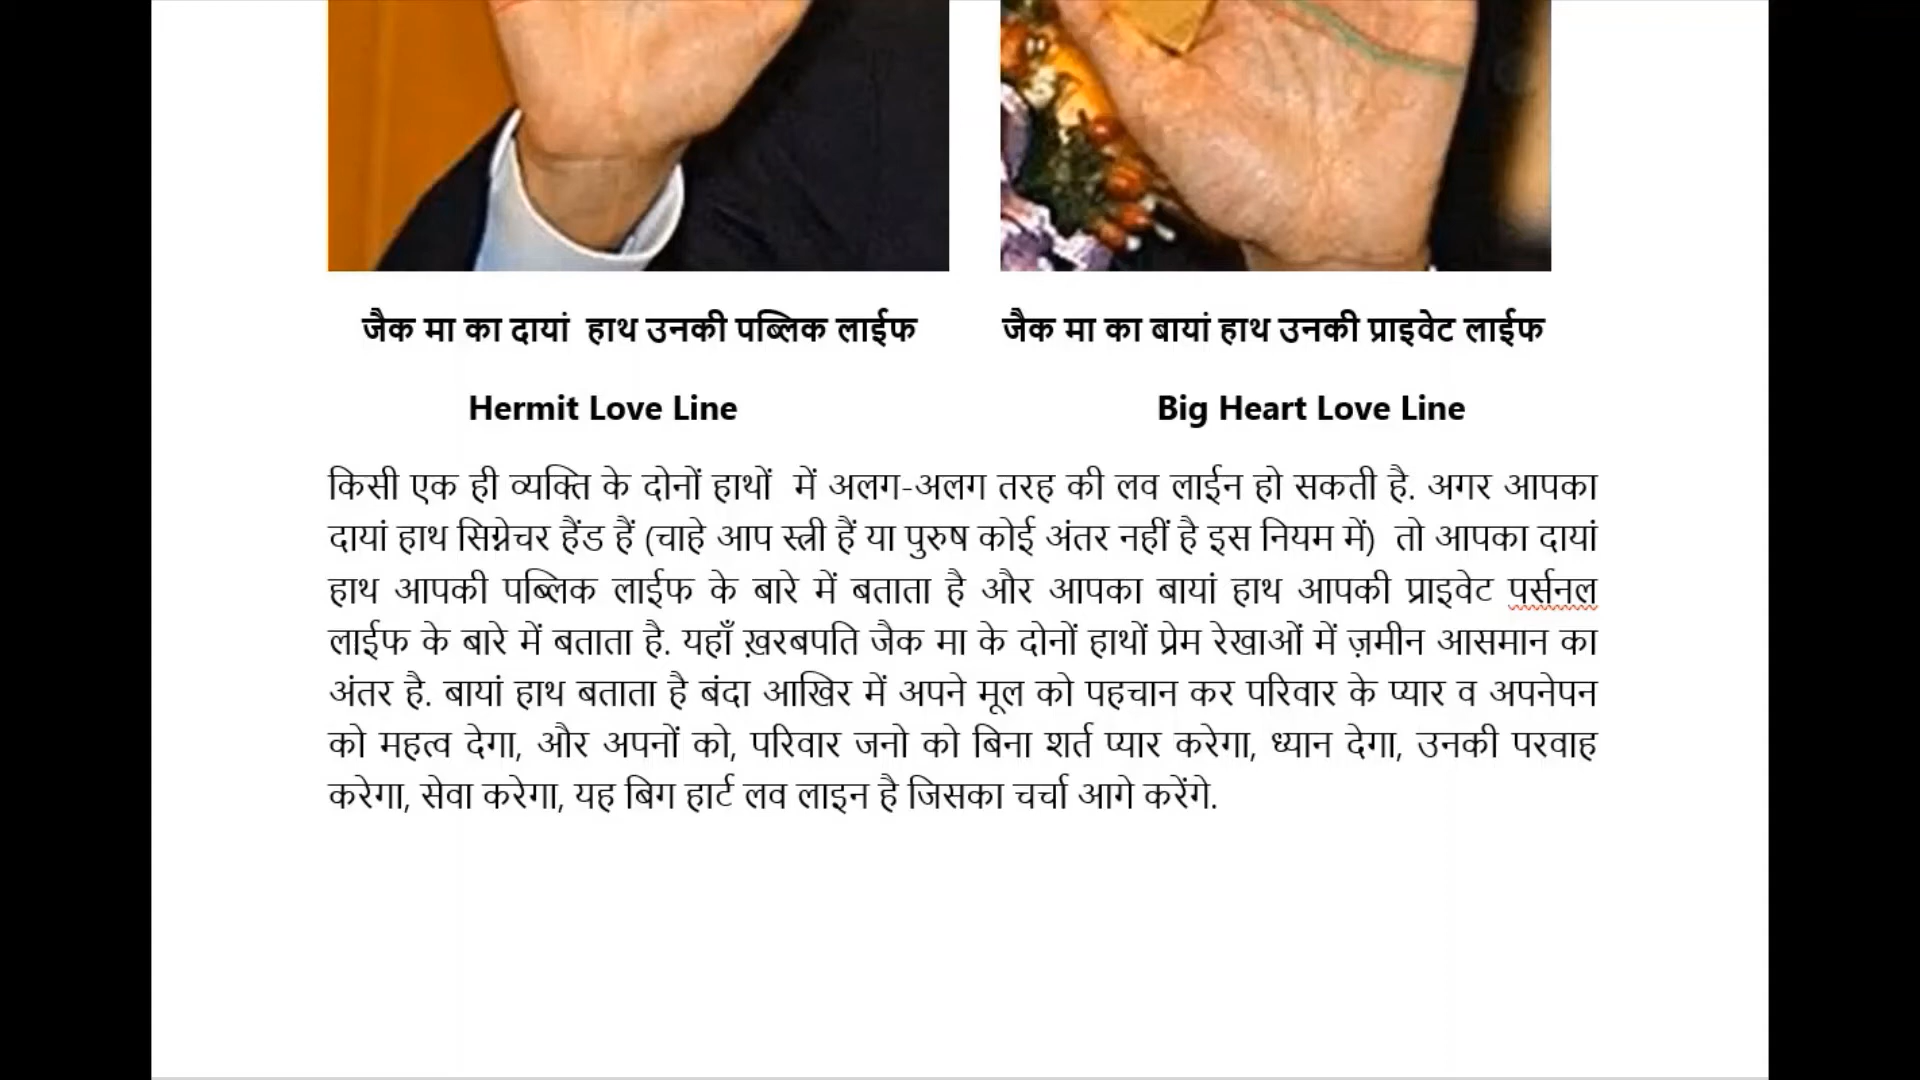 जैक मा का दायां हाथ उनकी पब्लिक लाईफ
जैक मा का बायां हाथ उनकी प्राइवेट लाईफ
Hermit Love Line
Big Heart Love Line
किसी एक ही व्यक्ति के दोनों हाथों में अलग-अलग तरह की लव लाईन हो सकती है. अगर आपका
दायां हाथ सिग्नेचर हैंड हैं (चाहे आप स्त्री हैं या पुरुष कोई अंतर नहीं है इस नियम में) तो आपका दायां
हाथ आपकी पब्लिक लाईफ के बारे में बताता है और आपका बायां हाथ आपकी प्राइवेट पर्सनल
लाईफ के बारे में बताता है. यहाँ ख़रबपति जैक मा के दोनों हाथों प्रेम रेखाओं में ज़मीन आसमान का
अंतर है. बायां हाथ बताता है बंदा आखिर में अपने मूल को पहचान कर परिवार के प्यार व अपनेपन
को महत्व देगा, और अपनों को, परिवार जनो को बिना शर्त प्यार करेगा, ध्यान देगा, उनकी परवाह
करेगा, सेवा करेगा, यह बिग हार्ट लव लाइन है जिसका चर्चा आगे करेंगे.